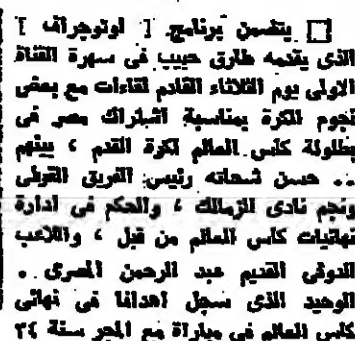 □ يتضمن برنامج [ اوتوجراف ]
الذى يقدمه طارق حبيب فى سهرة القناة
الاولى يوم الثلاثاء القادم لقاءات مع بعض
نجوم الكرة بمناسبة اشتراك مصر فى
بطولة كأس العالم لكرة القدم ، بينهم
.. حسن شحاته رئيس الفريق القومى
ونجم نادى الزمالك ، والحكم فى ادارة
نهائيات كأس العالم من قبل ، واللاعب
الدولى القديم عبد الرحمن المصرى .
الوحيد الذى سجل اهدافا فى نهائى
كأس العالم فى مباراة مع المجر سنة ٣٤